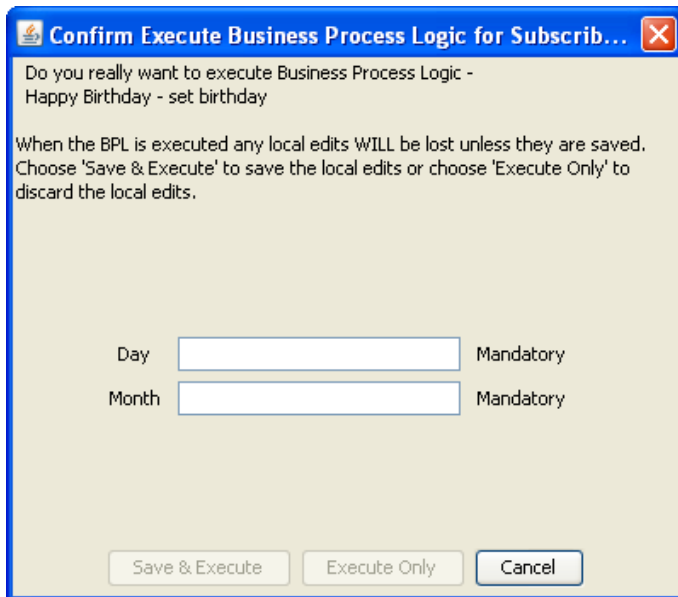 Confirm Execute Business Process Logic for Subscrib...
Do you really want to execute Business Process Logic -
Happy Birthday - set birthday
When the BPL is executed any local edits WILL be lost unless they are saved.
Choose 'Save & Execute' to save the local edits or choose 'Execute Only' to
discard the local edits.
Day Mandatory
Month Mandatory
Save & Execute Execute Only Cancel